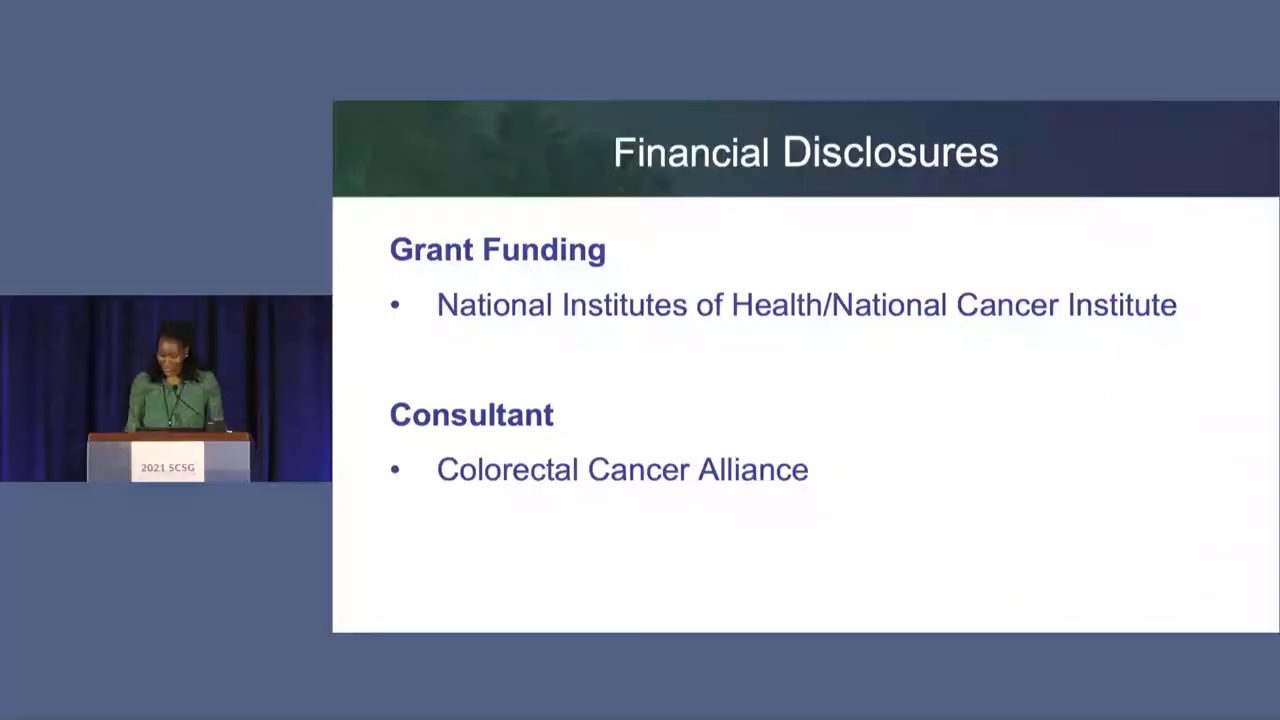 Financial Disclosures
Grant Funding
• National Institutes of Health/National Cancer Institute
Consultant
• Colorectal Cancer Alliance
2021 SCSG